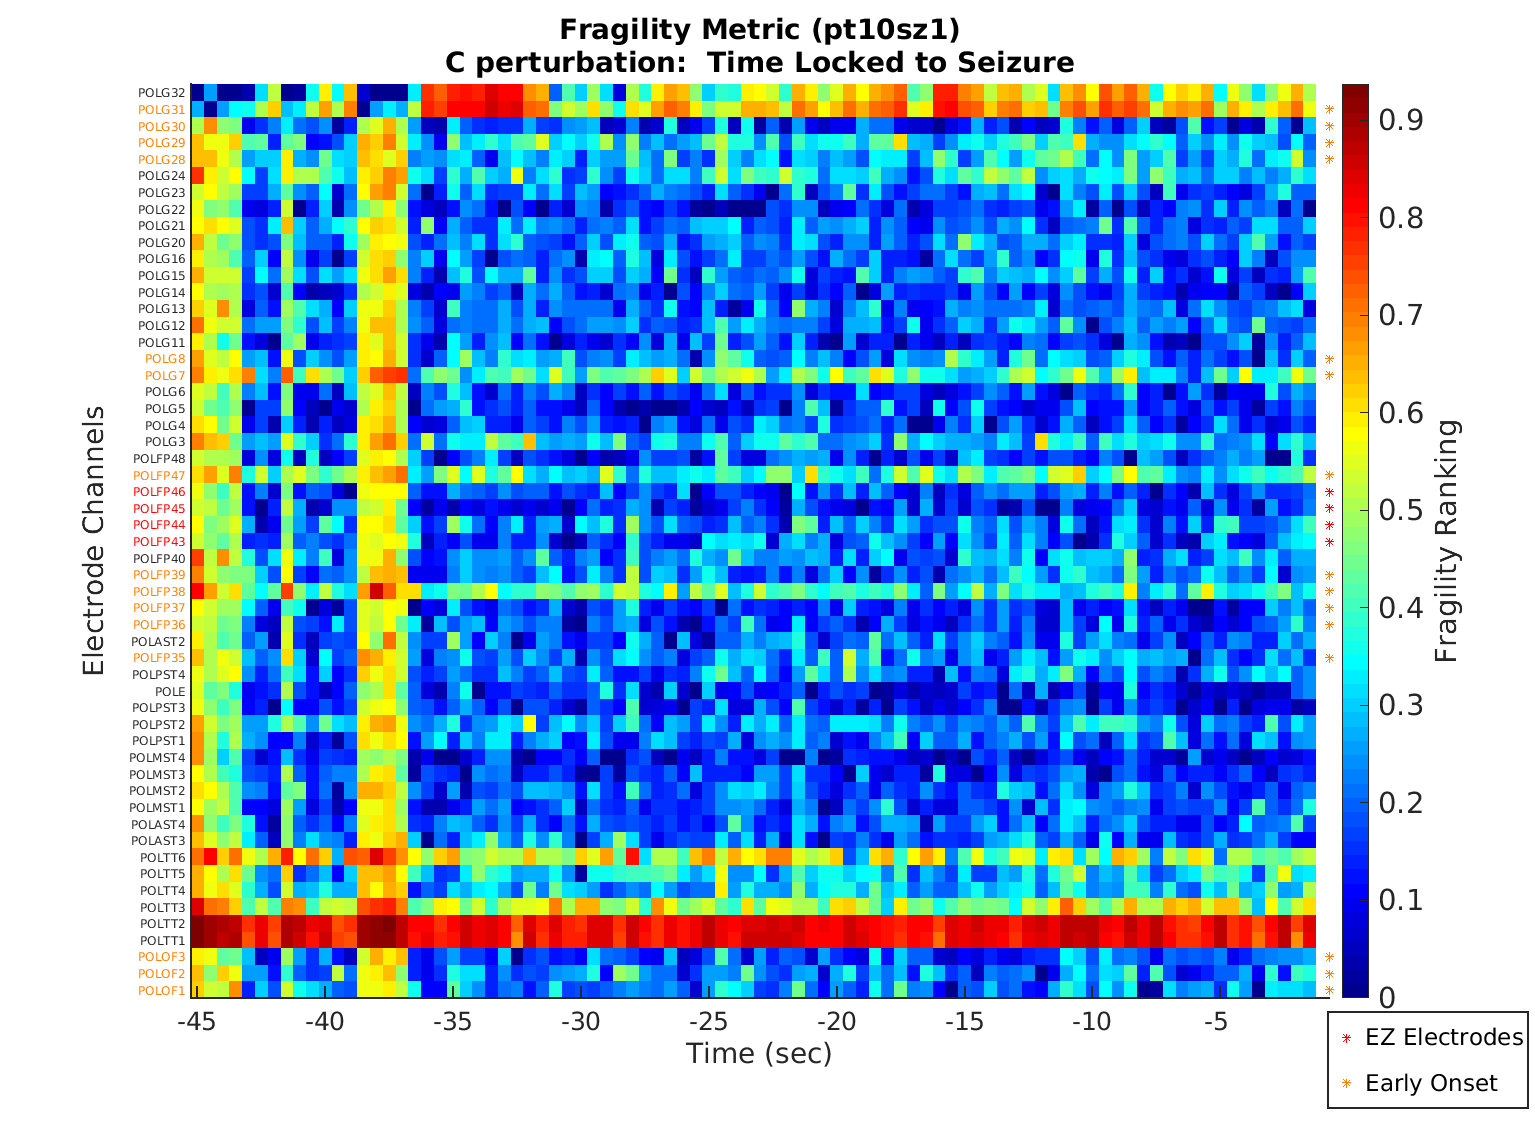 Fragility Metric (pt10sz1)
C perturbation:  Time Locked to Seizure
Electrode Channels
POLG32
POLG31
POLG30
POLG29
POLG28
POLG24
POLG23
POLG22
POLG21
POLG20
POLG16
POLG15
POLG14
POLG13
POLG12
POLG11
POLG8
POLG7
POLG6
POLG5
POLG4
POLG3
POLFP48
POLFP47
POLFP46
POLFP45
POLFP44
POLFP43
POLFP40
POLFP39
POLFP38
POLFP37
POLFP36
POLAST2
POLFP35
POLPST4
POLE
POLPST3
POLPST2
POLPST1
POLMST4
POLMST3
POLMST2
POLMST1
POLAST4
POLAST3
POLTT6
POLTT5
POLTT4
POLTT3
POLTT2
POLTT1
POLOF3
POLOF2
POLOF1
-45 -40 -35 -30 -25 -20 -15 -10 -5
Time (sec)
0.9
0.8
0.7
0.6
0.5
0.4
0.3
0.2
0.1
0
Fragility Ranking
EZ Electrodes
Early Onset